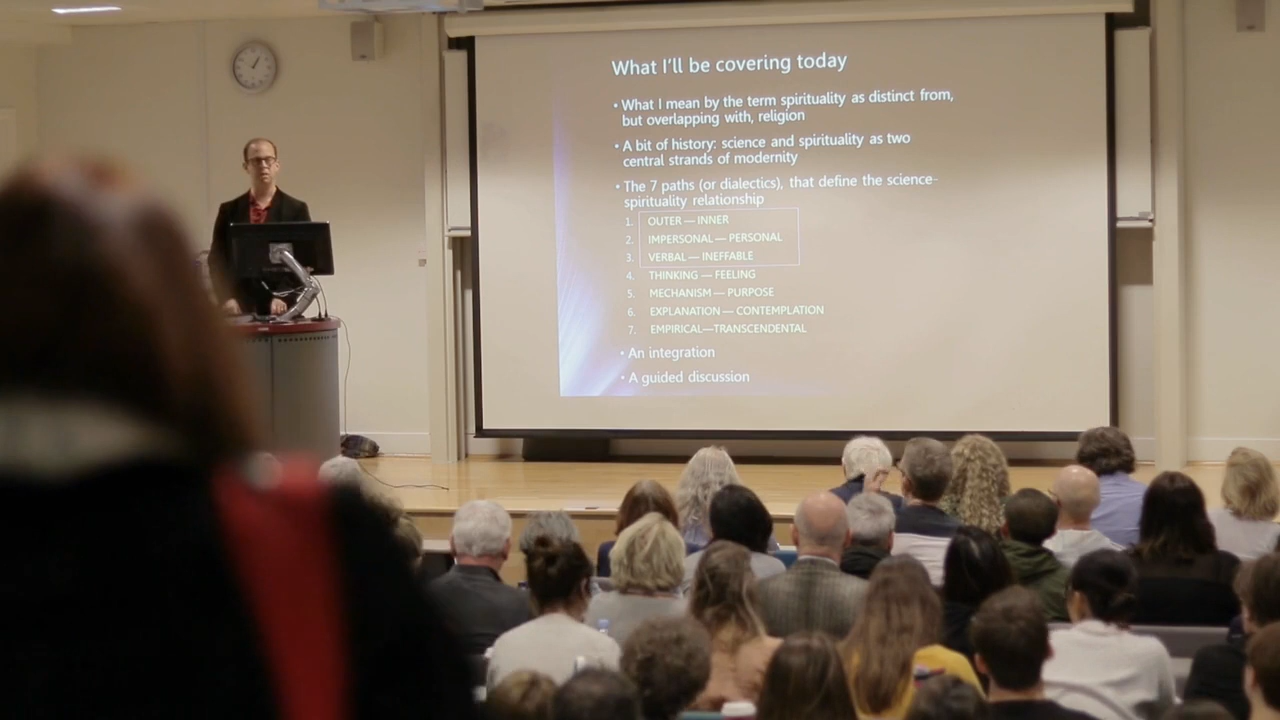 What I'll be covering today
• What I mean by the term spirituality as distinct from,
but overlapping with, religion
• A bit of history: science and spirituality as two
central strands of modernity
• The 7 paths (or dialectics), that define the science-
spirituality relationship
1. OUTER — INNER
2. IMPERSONAL — PERSONAL
3. VERBAL — INEFFABLE
4. THINKING — FEELING
5. MECHANISM — PURPOSE
6. EXPLANATION — CONTEMPLATION
7. EMPIRICAL—TRANSCENDENTAL
• An integration
• A guided discussion